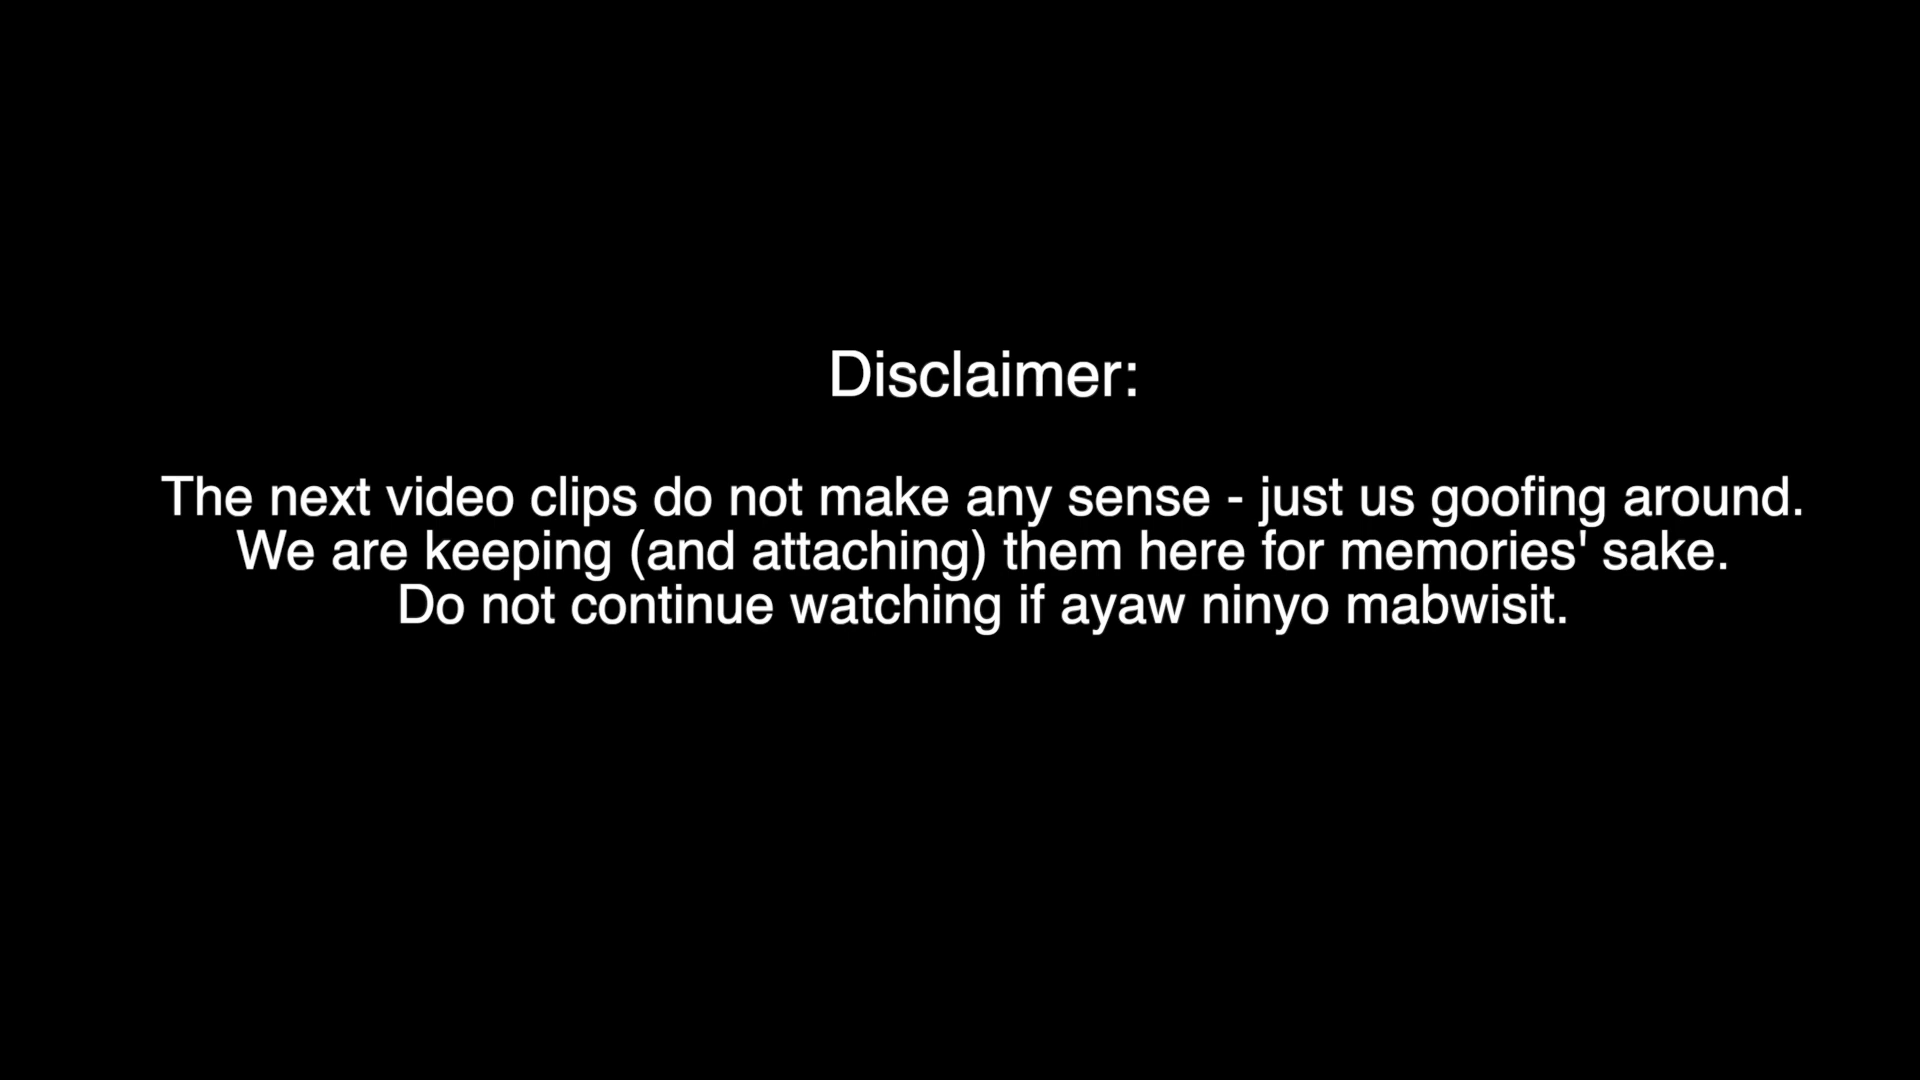 Disclaimer:
The next video clips do not make any sense - just us goofing around.
We are keeping (and attaching) them here for memories' sake.
Do not continue watching if ayaw ninyo mabwisit.